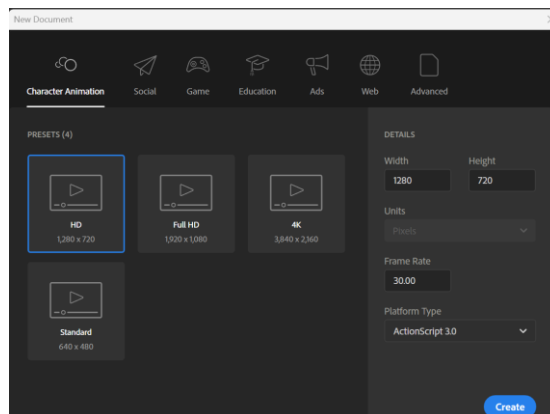 New Document
Character Animation
Social
Game
Education
Ads
Web
Advanced
PRESETS (4)
HD
1,280 x 720
Full HD
1,920 x 1,080
4K
3,840 x 2,160
Standard
640 x 480
DETAILS
Width Height
1280 720
Units
Pixels
Frame Rate
30.00
Platform Type
ActionScript 3.0
Create